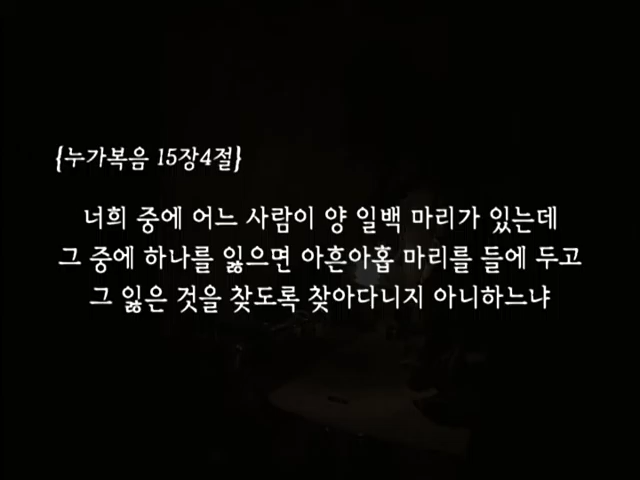 {누가복음 15장4절}
너희 중에 어느 사람이 양 일백 마리가 있는데
그 중에 하나를 잃으면 아흔아홉 마리를 들에 두고
그 잃은 것을 찾도록 찾아다니지 아니하느냐